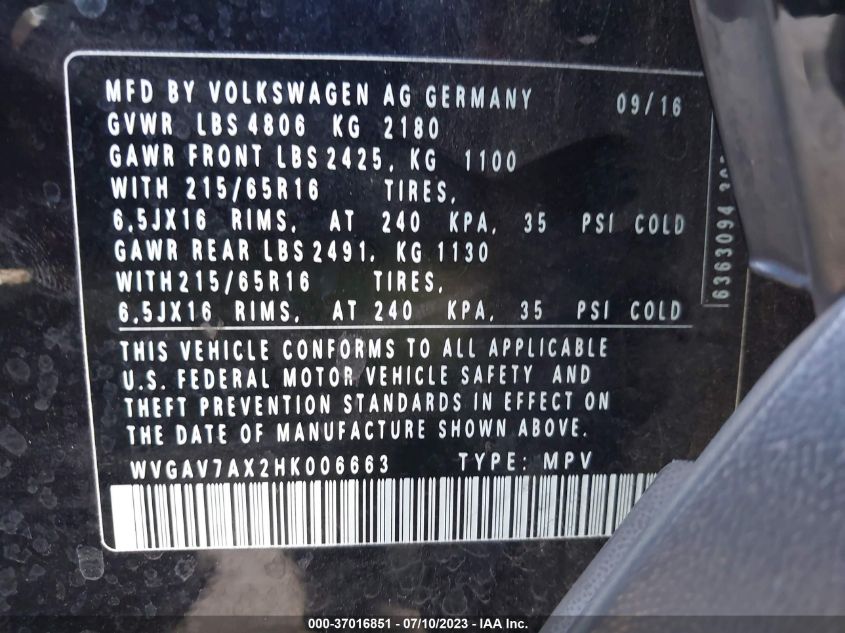 MFD BY VOLKSWAGEN AG GERMANY 09/16
GVWR LBS 4806 KG 2180
GAWR FRONT LBS 2425, KG 1100
WITH 215/65R16 TIRES,
6.5JX16 RIMS, AT 240 KPA, 35 PSI COLD
GAWR REAR LBS 2491, KG 1130
WITH215/65R16 TIRES,
6.5JX16 RIMS, AT 240 KPA, 35 PSI COLD
THIS VEHICLE CONFORMS TO ALL APPLICABLE
U.S. FEDERAL MOTOR VEHICLE SAFETY AND
THEFT PREVENTION STANDARDS IN EFFECT ON
THE DATE OF MANUFACTURE SHOWN ABOVE.
WVGAV7AX2HK006663 TYPE: MPV
6363094
000-37016851 / 07/10/2023 - IAA Inc.